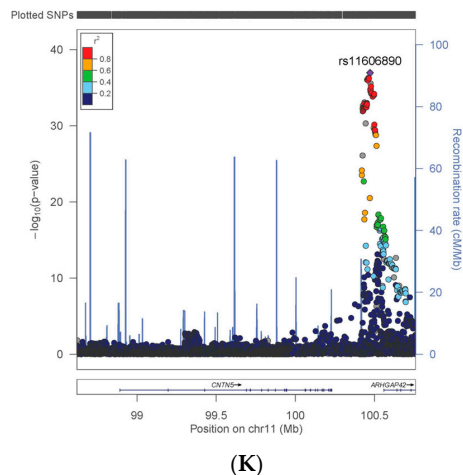 Plotted SNPs
rs11606890
r²
0.8
0.6
0.4
0.2
40
30
20
10
0
−log₁₀(p-value)
100
80
60
40
20
0
Recombination rate (cM/Mb)
CNTN5→
ARHGAP42→
99
99.5
100
100.5
Position on chr11 (Mb)
(K)